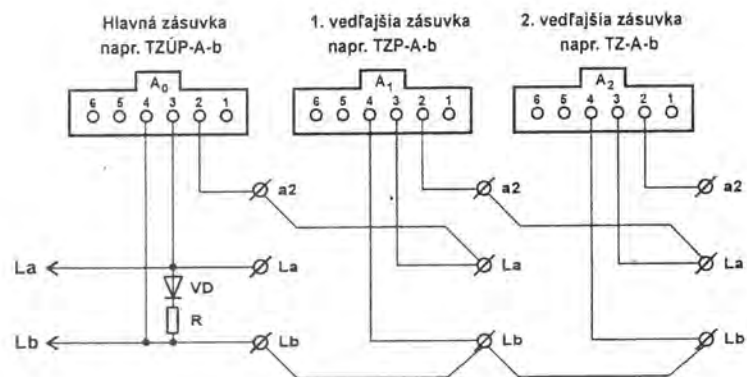 Hlavná zásuvka
napr. TZÚP-A-b
1. vedľajšia zásuvka
napr. TZP-A-b
2. vedľajšia zásuvka
napr. TZ-A-b
A0
6 5 4 3 2 1
A1
6 5 4 3 2 1
A2
6 5 4 3 2 1
a2
a2
a2
La
La
La
La
VD
R
Lb
Lb
Lb
Lb